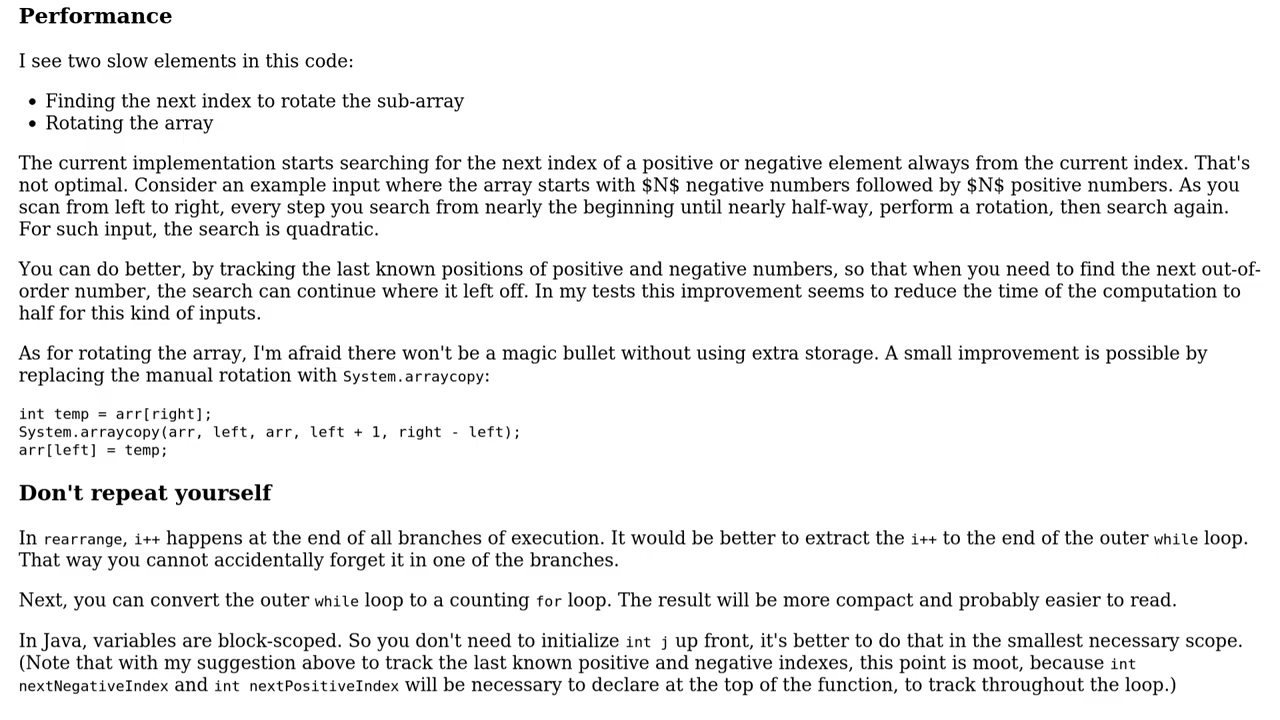 Performance
I see two slow elements in this code:
• Finding the next index to rotate the sub-array
• Rotating the array
The current implementation starts searching for the next index of a positive or negative element always from the current index. That's
not optimal. Consider an example input where the array starts with $N$ negative numbers followed by $N$ positive numbers. As you
scan from left to right, every step you search from nearly the beginning until nearly half-way, perform a rotation, then search again.
For such input, the search is quadratic.
You can do better, by tracking the last known positions of positive and negative numbers, so that when you need to find the next out-of-
order number, the search can continue where it left off. In my tests this improvement seems to reduce the time of the computation to
half for this kind of inputs.
As for rotating the array, I'm afraid there won't be a magic bullet without using extra storage. A small improvement is possible by
replacing the manual rotation with System.arraycopy:
int temp = arr[right];
System.arraycopy(arr, left, arr, left + 1, right - left);
arr[left] = temp;
Don't repeat yourself
In rearrange, i++ happens at the end of all branches of execution. It would be better to extract the i++ to the end of the outer while loop.
That way you cannot accidentally forget it in one of the branches.
Next, you can convert the outer while loop to a counting for loop. The result will be more compact and probably easier to read.
In Java, variables are block-scoped. So you don't need to initialize int j up front, it's better to do that in the smallest necessary scope.
(Note that with my suggestion above to track the last known positive and negative indexes, this point is moot, because int
nextNegativeIndex and int nextPositiveIndex will be necessary to declare at the top of the function, to track throughout the loop.)